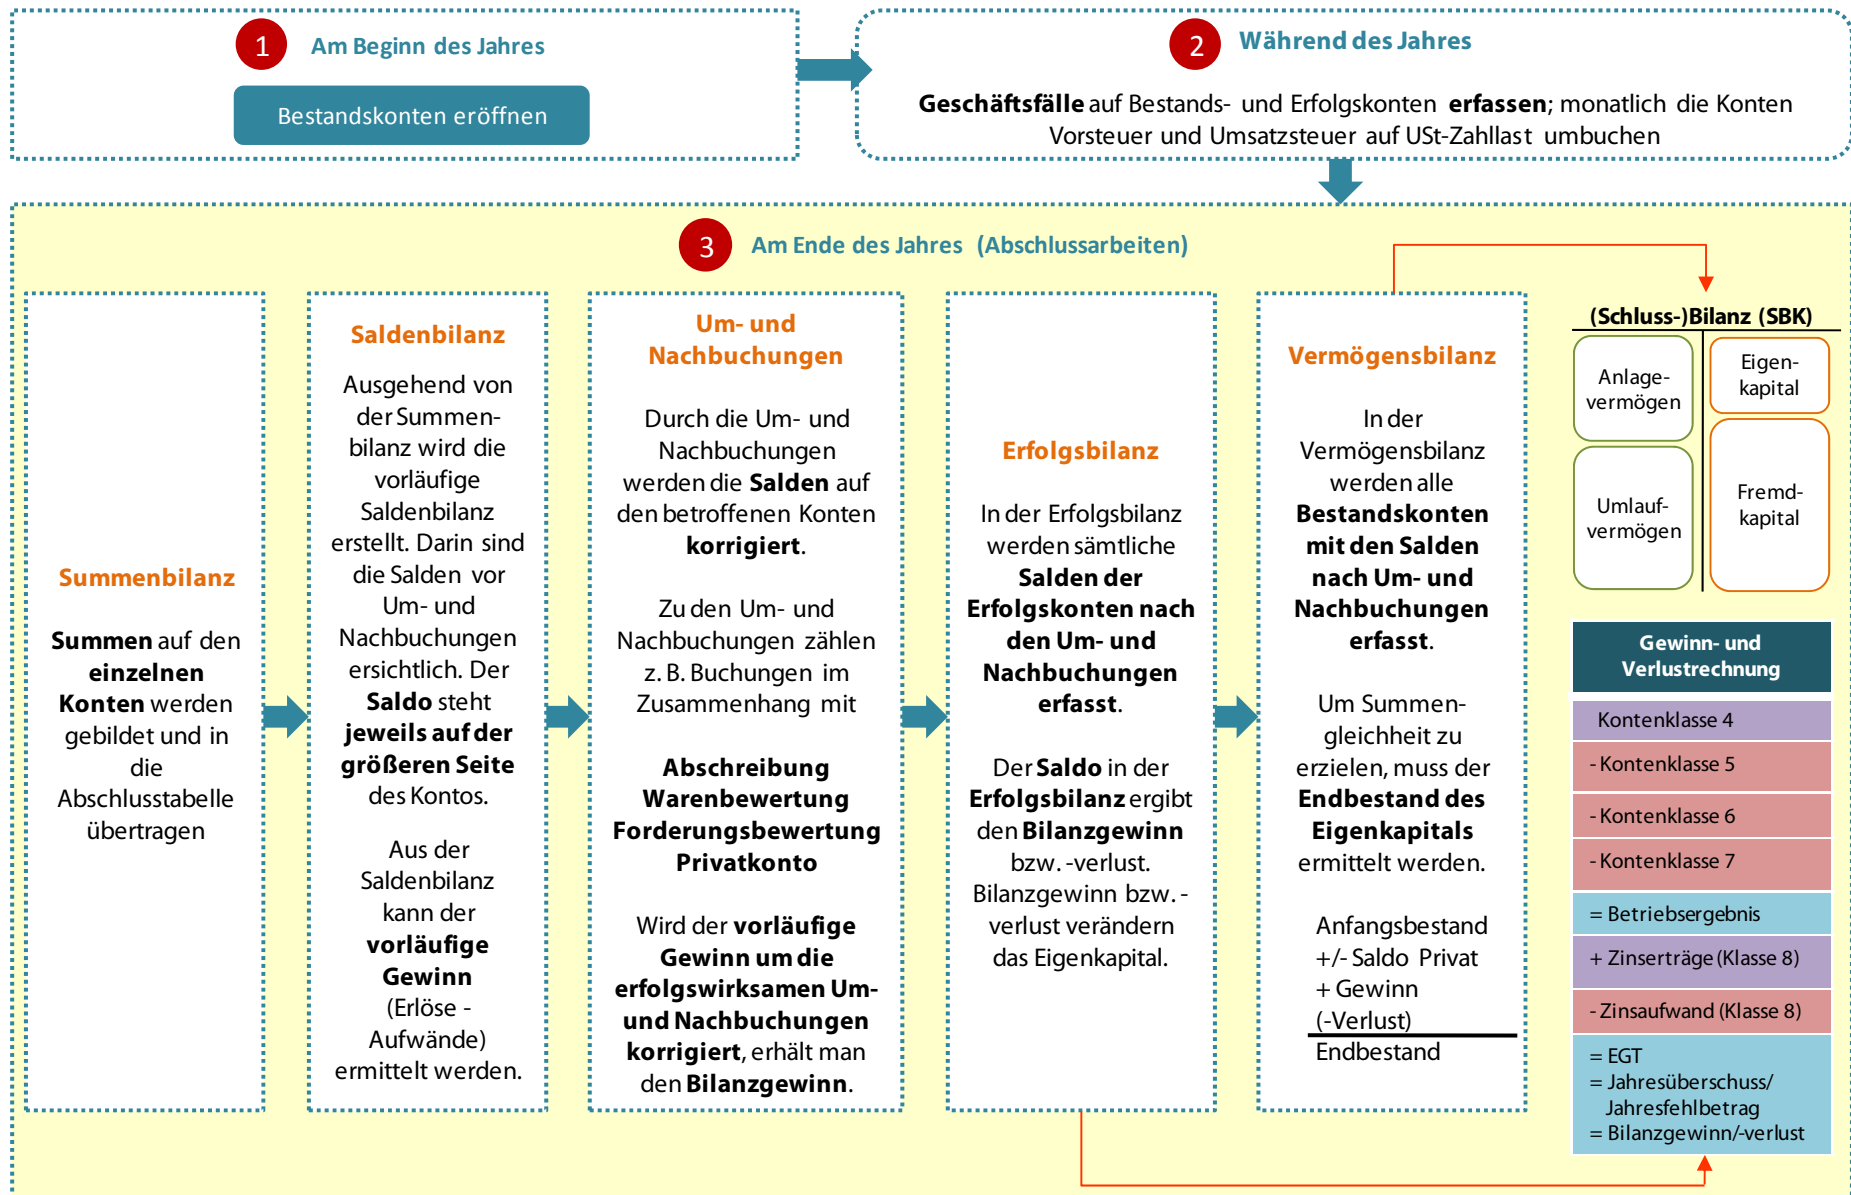 1 Am Beginn des Jahres
Bestandskonten eröffnen
2 Während des Jahres
Geschäftsfälle auf Bestands- und Erfolgskonten erfassen; monatlich die Konten
Vorsteuer und Umsatzsteuer auf USt-Zahllast umbuchen
3 Am Ende des Jahres (Abschlussarbeiten)
Summenbilanz
Summen auf den
einzelnen
Konten werden
gebildet und in
die
Abschlusstabelle
übertragen
Saldenbilanz
Ausgehend von
der Summen-
bilanz wird die
vorläufige
Saldenbilanz
erstellt. Darin sind
die Salden vor
Um- und
Nachbuchungen
ersichtlich. Der
Saldo steht
jeweils auf der
größeren Seite
des Kontos.
Aus der
Saldenbilanz
kann der
vorläufige
Gewinn
(Erlöse -
Aufwände)
ermittelt werden.
Um- und
Nachbuchungen
Durch die Um- und
Nachbuchungen
werden die Salden auf
den betroffenen Konten
korrigiert.
Zu den Um- und
Nachbuchungen zählen
z. B. Buchungen im
Zusammenhang mit
Abschreibung
Warenbewertung
Forderungsbewertung
Privatkonto
Wird der vorläufige
Gewinn um die
erfolgswirksamen Um-
und Nachbuchungen
korrigiert, erhält man
den Bilanzgewinn.
Erfolgsbilanz
In der Erfolgsbilanz
werden sämtliche
Salden der
Erfolgskonten nach
den Um- und
Nachbuchungen
erfasst.
Der Saldo in der
Erfolgsbilanz ergibt
den Bilanzgewinn
bzw. -verlust.
Bilanzgewinn bzw. -
verlust verändern
das Eigenkapital.
Vermögensbilanz
In der
Vermögensbilanz
werden alle
Bestandskonten
mit den Salden
nach Um- und
Nachbuchungen
erfasst.
Um Summen-
gleichheit zu
erzielen, muss der
Endbestand des
Eigenkapitals
ermittelt werden.
Anfangsbestand
+/- Saldo Privat
+ Gewinn
(-Verlust)
Endbestand
(Schluss-)Bilanz (SBK)
Anlage-
vermögen
Umlauf-
vermögen
Eigen-
kapital
Fremd-
kapital
Gewinn- und
Verlustrechnung
Kontenklasse 4
- Kontenklasse 5
- Kontenklasse 6
- Kontenklasse 7
= Betriebsergebnis
+ Zinserträge (Klasse 8)
- Zinsaufwand (Klasse 8)
= EGT
= Jahresüberschuss/
Jahresfehlbetrag
= Bilanzgewinn/-verlust